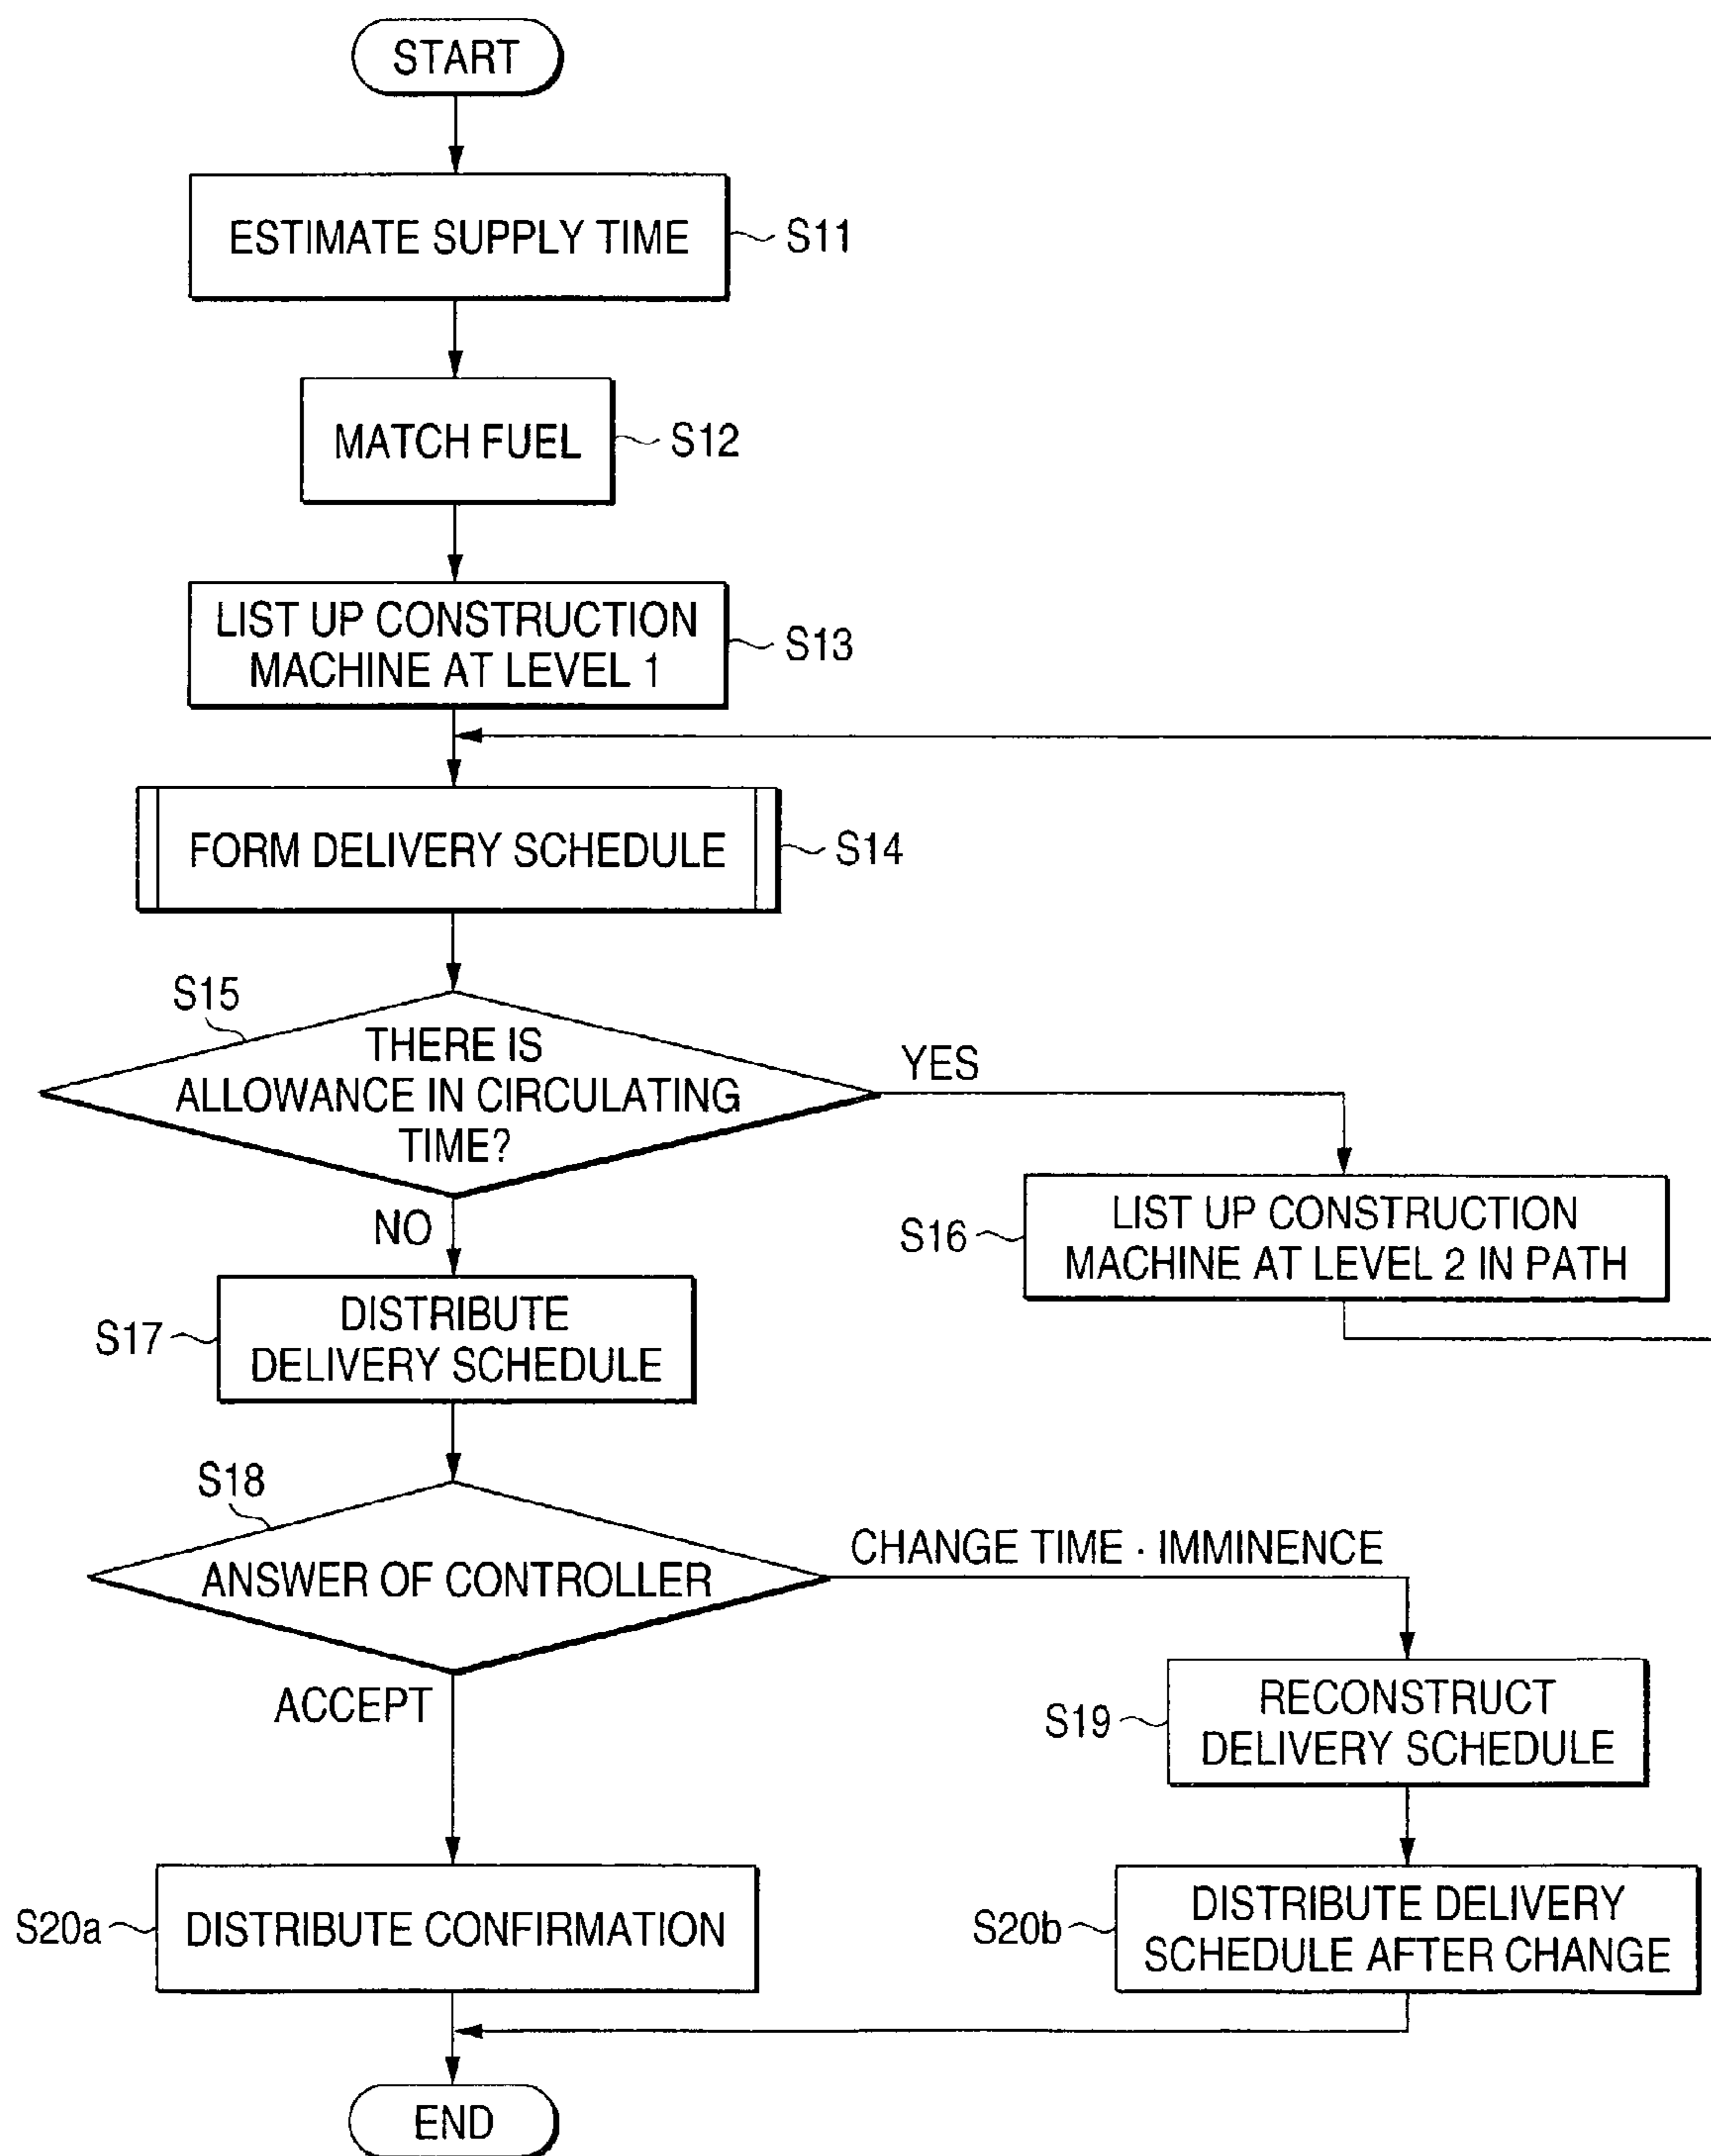 START
ESTIMATE SUPPLY TIME
S11
MATCH FUEL
S12
LIST UP CONSTRUCTION
MACHINE AT LEVEL 1
S13
FORM DELIVERY SCHEDULE
S14
S15
THERE IS
ALLOWANCE IN CIRCULATING
TIME?
YES
NO
S16
LIST UP CONSTRUCTION
MACHINE AT LEVEL 2 IN PATH
S17
DISTRIBUTE
DELIVERY SCHEDULE
S18
ANSWER OF CONTROLLER
CHANGE TIME · IMMINENCE
ACCEPT
S19
RECONSTRUCT
DELIVERY SCHEDULE
S20a
DISTRIBUTE CONFIRMATION
S20b
DISTRIBUTE DELIVERY
SCHEDULE AFTER CHANGE
END